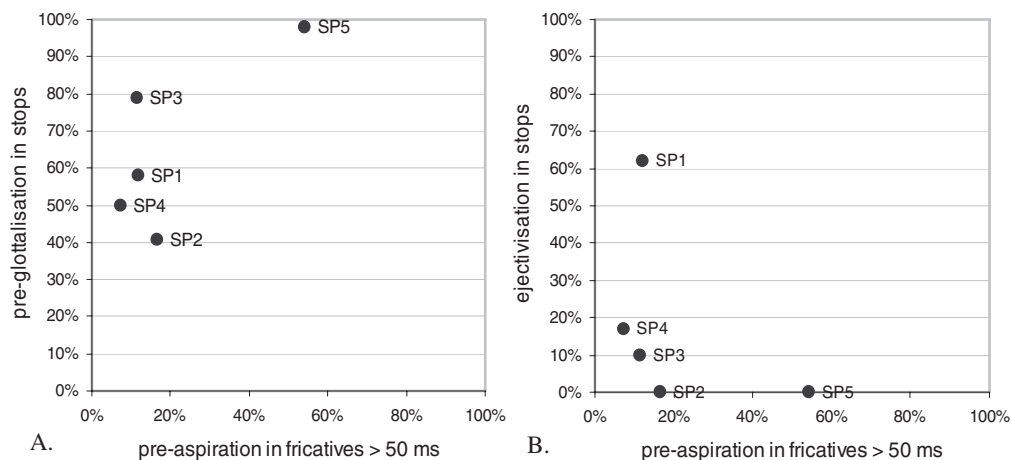 pre-glottalisation in stops
100%
90%
80%
70%
60%
50%
40%
30%
20%
10%
0%
SP5
SP3
SP1
SP4
SP2
0% 20% 40% 60% 80% 100%
A. pre-aspiration in fricatives > 50 ms
ejectivisation in stops
100%
90%
80%
70%
60%
50%
40%
30%
20%
10%
0%
SP1
SP4
SP3
SP2 SP5
0% 20% 40% 60% 80% 100%
B. pre-aspiration in fricatives > 50 ms